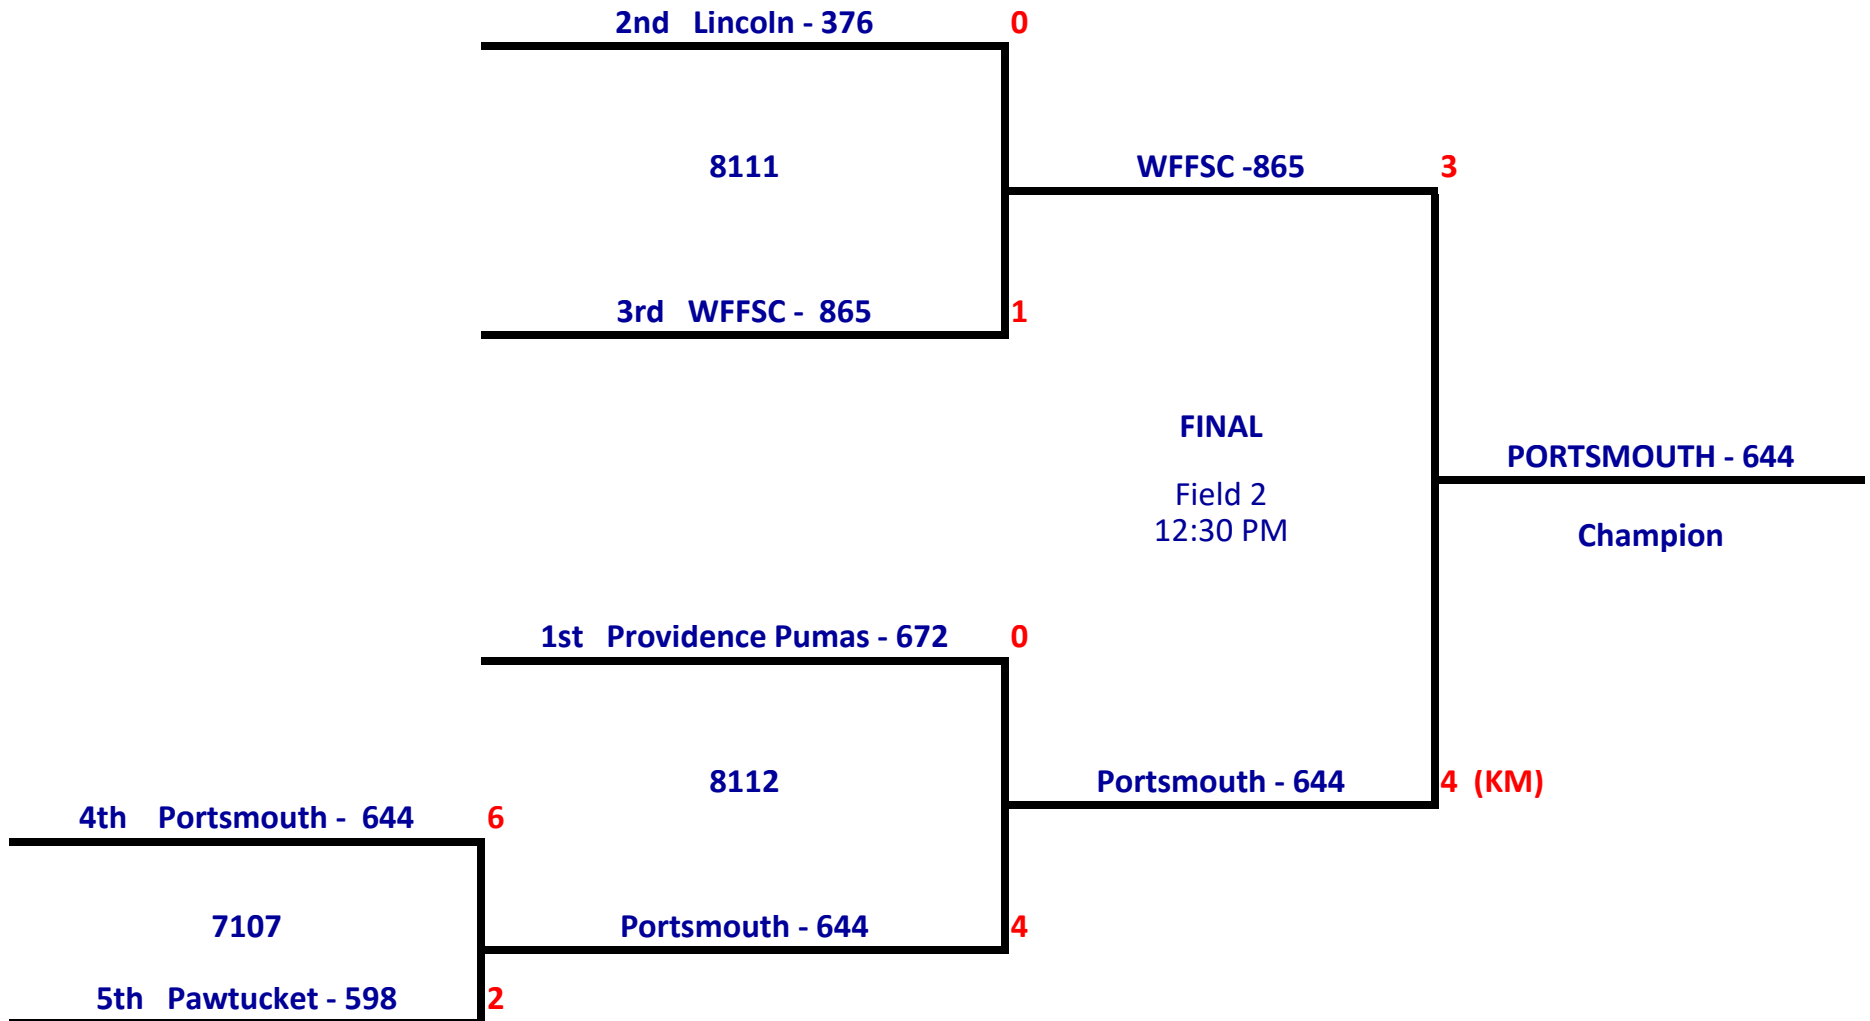 2nd   Lincoln - 376   0
8111
WFFSC -865   3
3rd   WFFSC -  865   1
FINAL
PORTSMOUTH - 644
Field 2
12:30 PM
Champion
1st   Providence Pumas - 672   0
8112
Portsmouth - 644   4  (KM)
4th    Portsmouth -  644   6
7107
Portsmouth - 644   4
5th   Pawtucket - 598   2